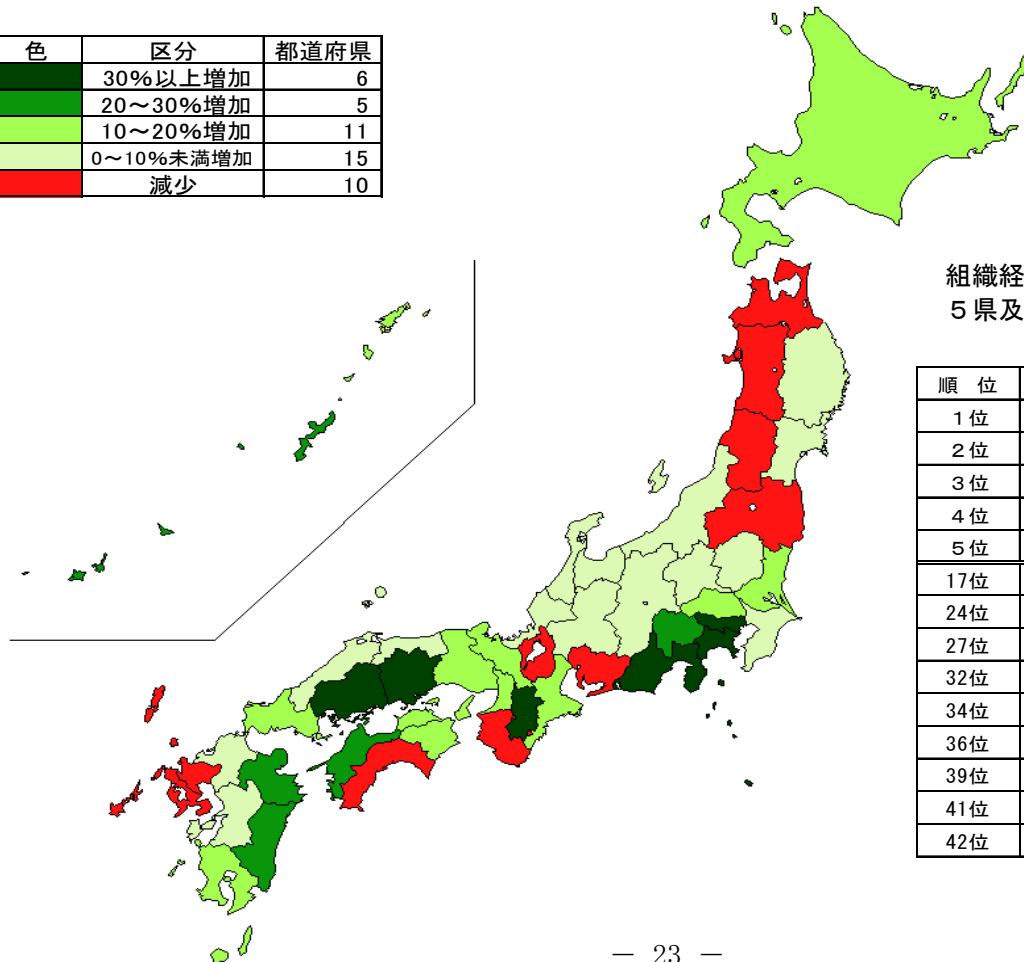 色 区分 都道府県
30%以上増加 6
20～30%増加 5
10～20%増加 11
0～10%未満増加 15
減少 10
組織経
５県及
順 位
１位
２位
３位
４位
５位
17位
24位
27位
32位
34位
36位
39位
41位
42位
― 23 ―